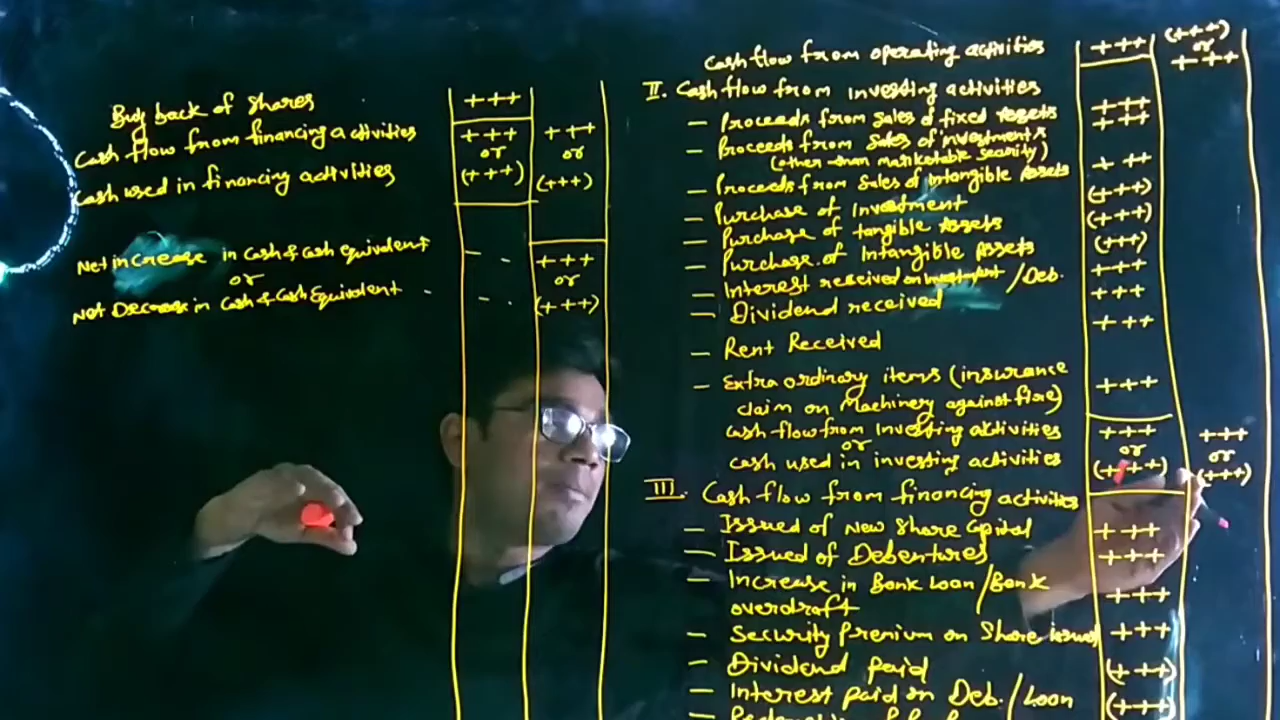 Buy back of shares +++
Cash flow from financing activities +++ +++
or or
Cash used in financing activities (+++) (+++)
Net increase in Cash & Cash equivalent - - +++
or or
Net Decrease in Cash & Cash Equivalent - - - (+++)
Cash flow from operating activities +++ (+++)
or
+++
II. Cash flow from investing activities
- Proceeds from Sales of fixed Assets +++
- Proceeds from Sales of investments +++
(other than marketable security)
- Proceeds from Sales of Intangible Assets +++
- Purchase of Investment (+++)
- Purchase of tangible Assets (+++)
- Purchase of Intangible Assets (+++)
- Interest received on Investment / Deb. +++
- Dividend received +++
- Rent Received +++
- Extra ordinary items (insurance
claim on Machinery against fire) +++
Cash flow from Investing activities +++ +++
or or or
cash used in investing activities (+++) (+++)
III. Cash flow from financing activities
- Issued of New Share Capital +++
- Issued of Debentures +++
- Increase in Bank Loan / Bank
overdraft +++
- Security Premium on Share issued +++
- Dividend paid (+++)
- Interest paid on Deb. / Loan (+++)